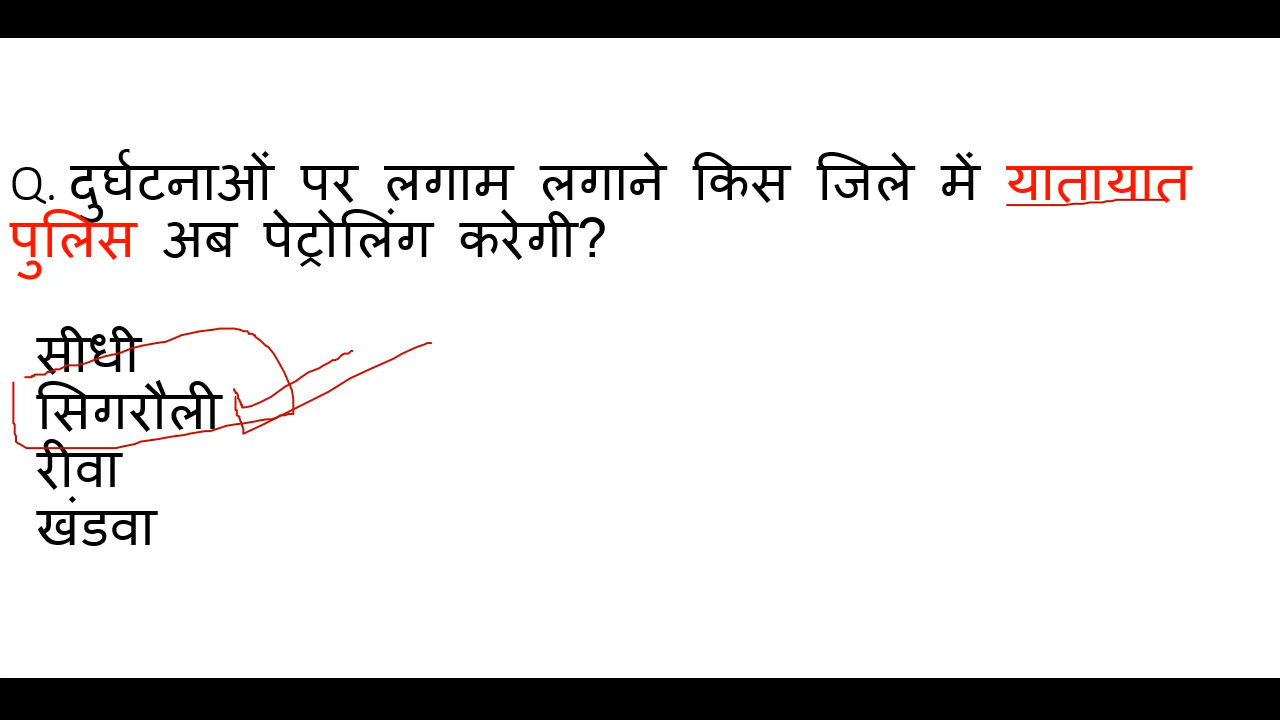 Q. दुर्घटनाओं पर लगाम लगाने किस जिले में यातायात
पुलिस अब पेट्रोलिंग करेगी?
सीधी
सिगरौली
रीवा
खंडवा